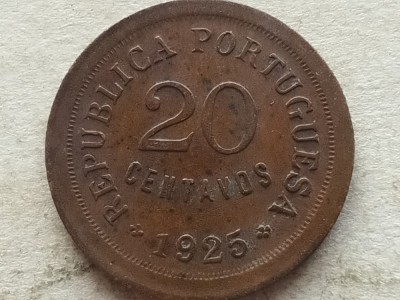 REPUBLICA PORTUGUESA
20
CENTAVOS
1925